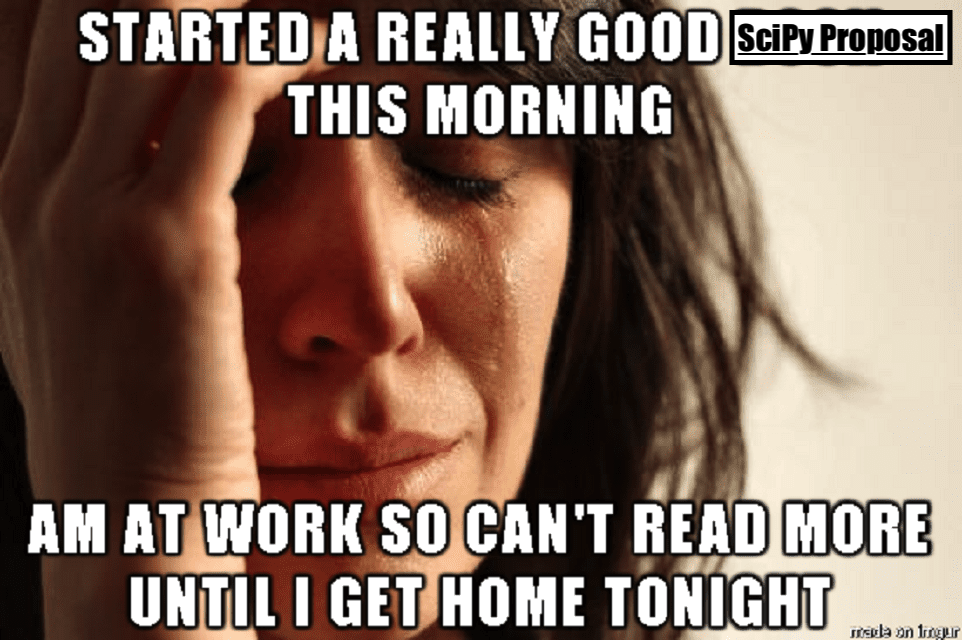 STARTED A REALLY GOOD SciPy Proposal
THIS MORNING
AM AT WORK SO CAN'T READ MORE
UNTIL I GET HOME TONIGHT
made on Imgur